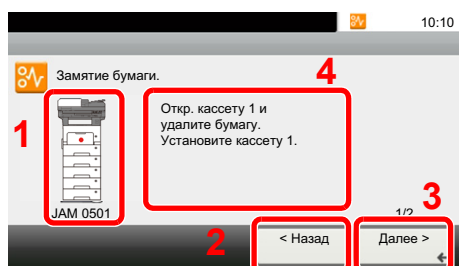 10:10
Замятие бумаги.
4
1
Откр. кассету 1 и
удалите бумагу.
Установите кассету 1.
JAM 0501
1/2
3
2
< Назад
Далее >